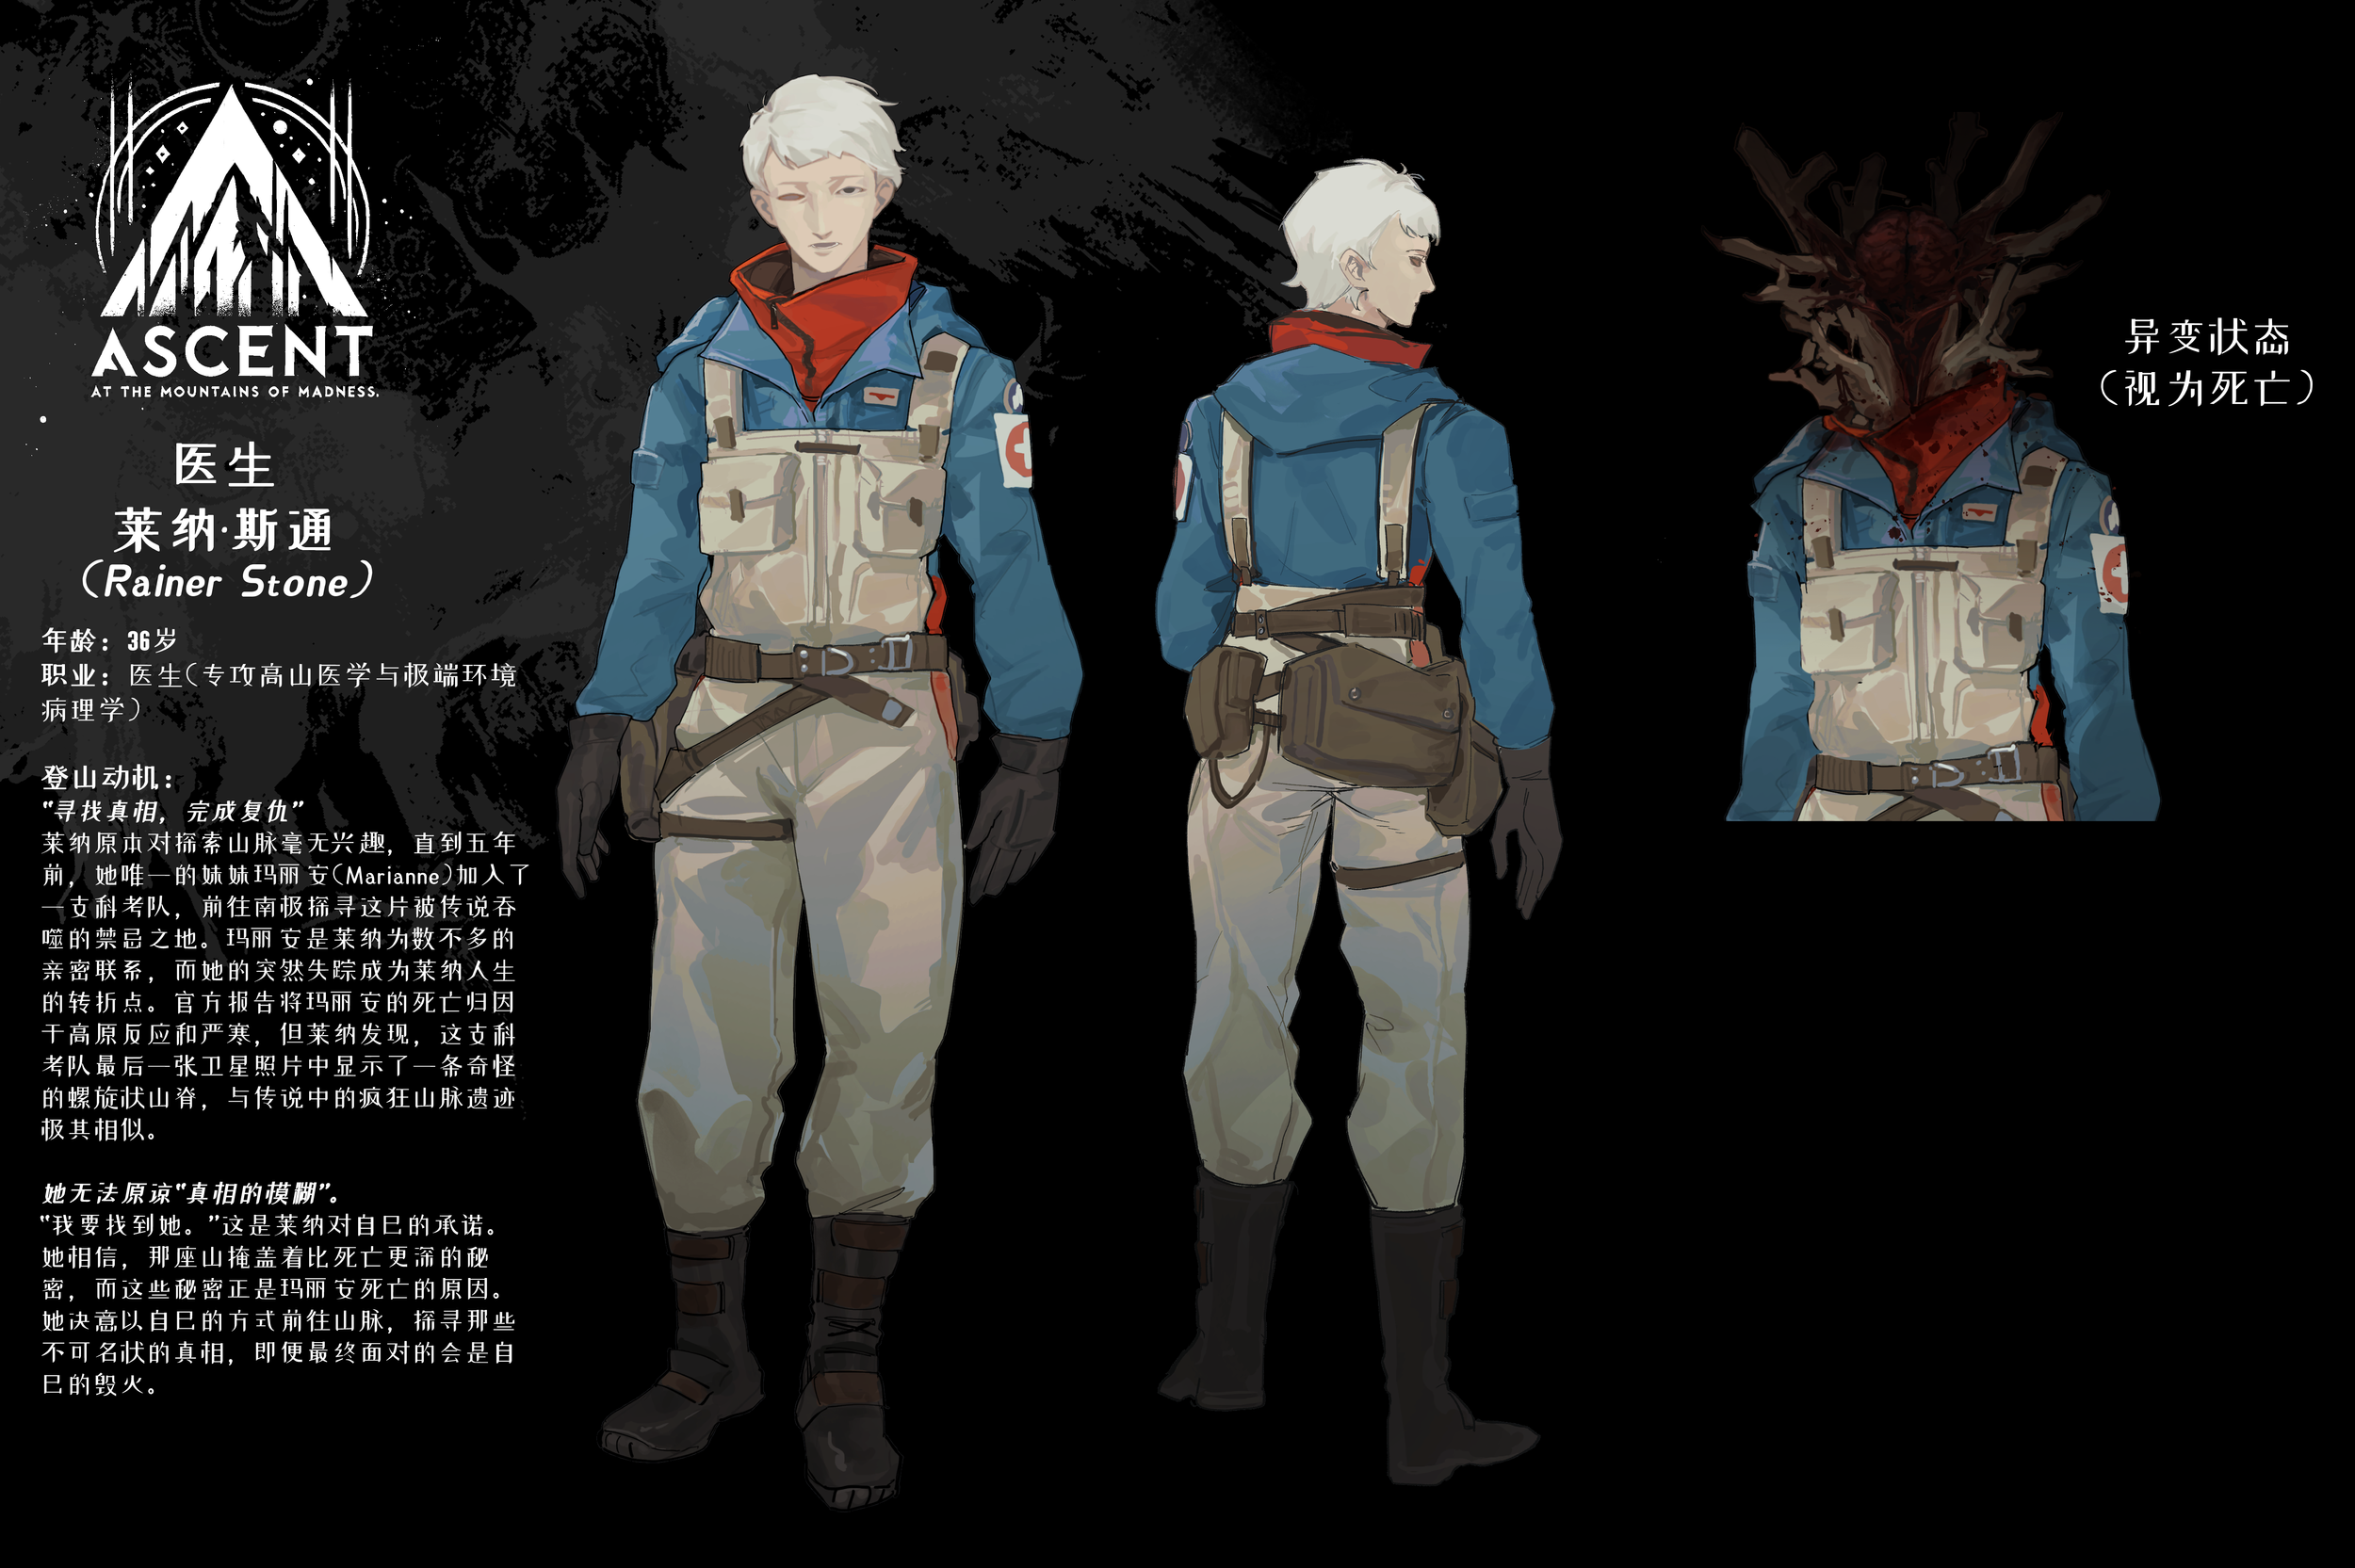 ASCENT
AT THE MOUNTAINS OF MADNESS.
医生
莱纳·斯通
（Rainer Stone）
年龄：36岁
职业：医生（专攻高山医学与极端环境
病理学）
登山动机：
“寻找真相，完成复仇”
莱纳原本对探索山脉毫无兴趣，直到五年
前，她唯一的妹妹玛丽安(Marianne)加入了
一支科考队，前往南极探寻这片被传说吞
噬的禁忌之地。玛丽安是莱纳为数不多的
亲密联系，而她的突然失踪成为莱纳人生
的转折点。官方报告将玛丽安的死亡归因
于高原反应和严寒，但莱纳发现，这支科
考队最后一张卫星照片中显示了一条奇怪
的螺旋状山脊，与传说中的疯狂山脉遗迹
极其相似。
她无法原谅“真相的模糊”。
“我要找到她。”这是莱纳对自己的承诺。
她相信，那座山掩盖着比死亡更深的秘
密，而这些秘密正是玛丽安死亡的原因。
她决意以自己的方式前往山脉，探寻那些
不可名状的真相，即便最终面对的会是自
己的毁灭。
异变状态
（视为死亡）